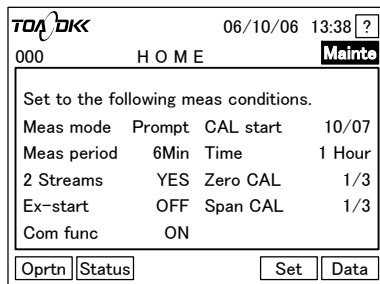 TOA DKK 06/10/06 13:38 ?
000 HOME Mainte
Set to the following meas conditions.
Meas mode Prompt CAL start 10/07
Meas period 6Min Time 1 Hour
2 Streams YES Zero CAL 1/3
Ex-start OFF Span CAL 1/3
Com func ON
Oprtn Status Set Data